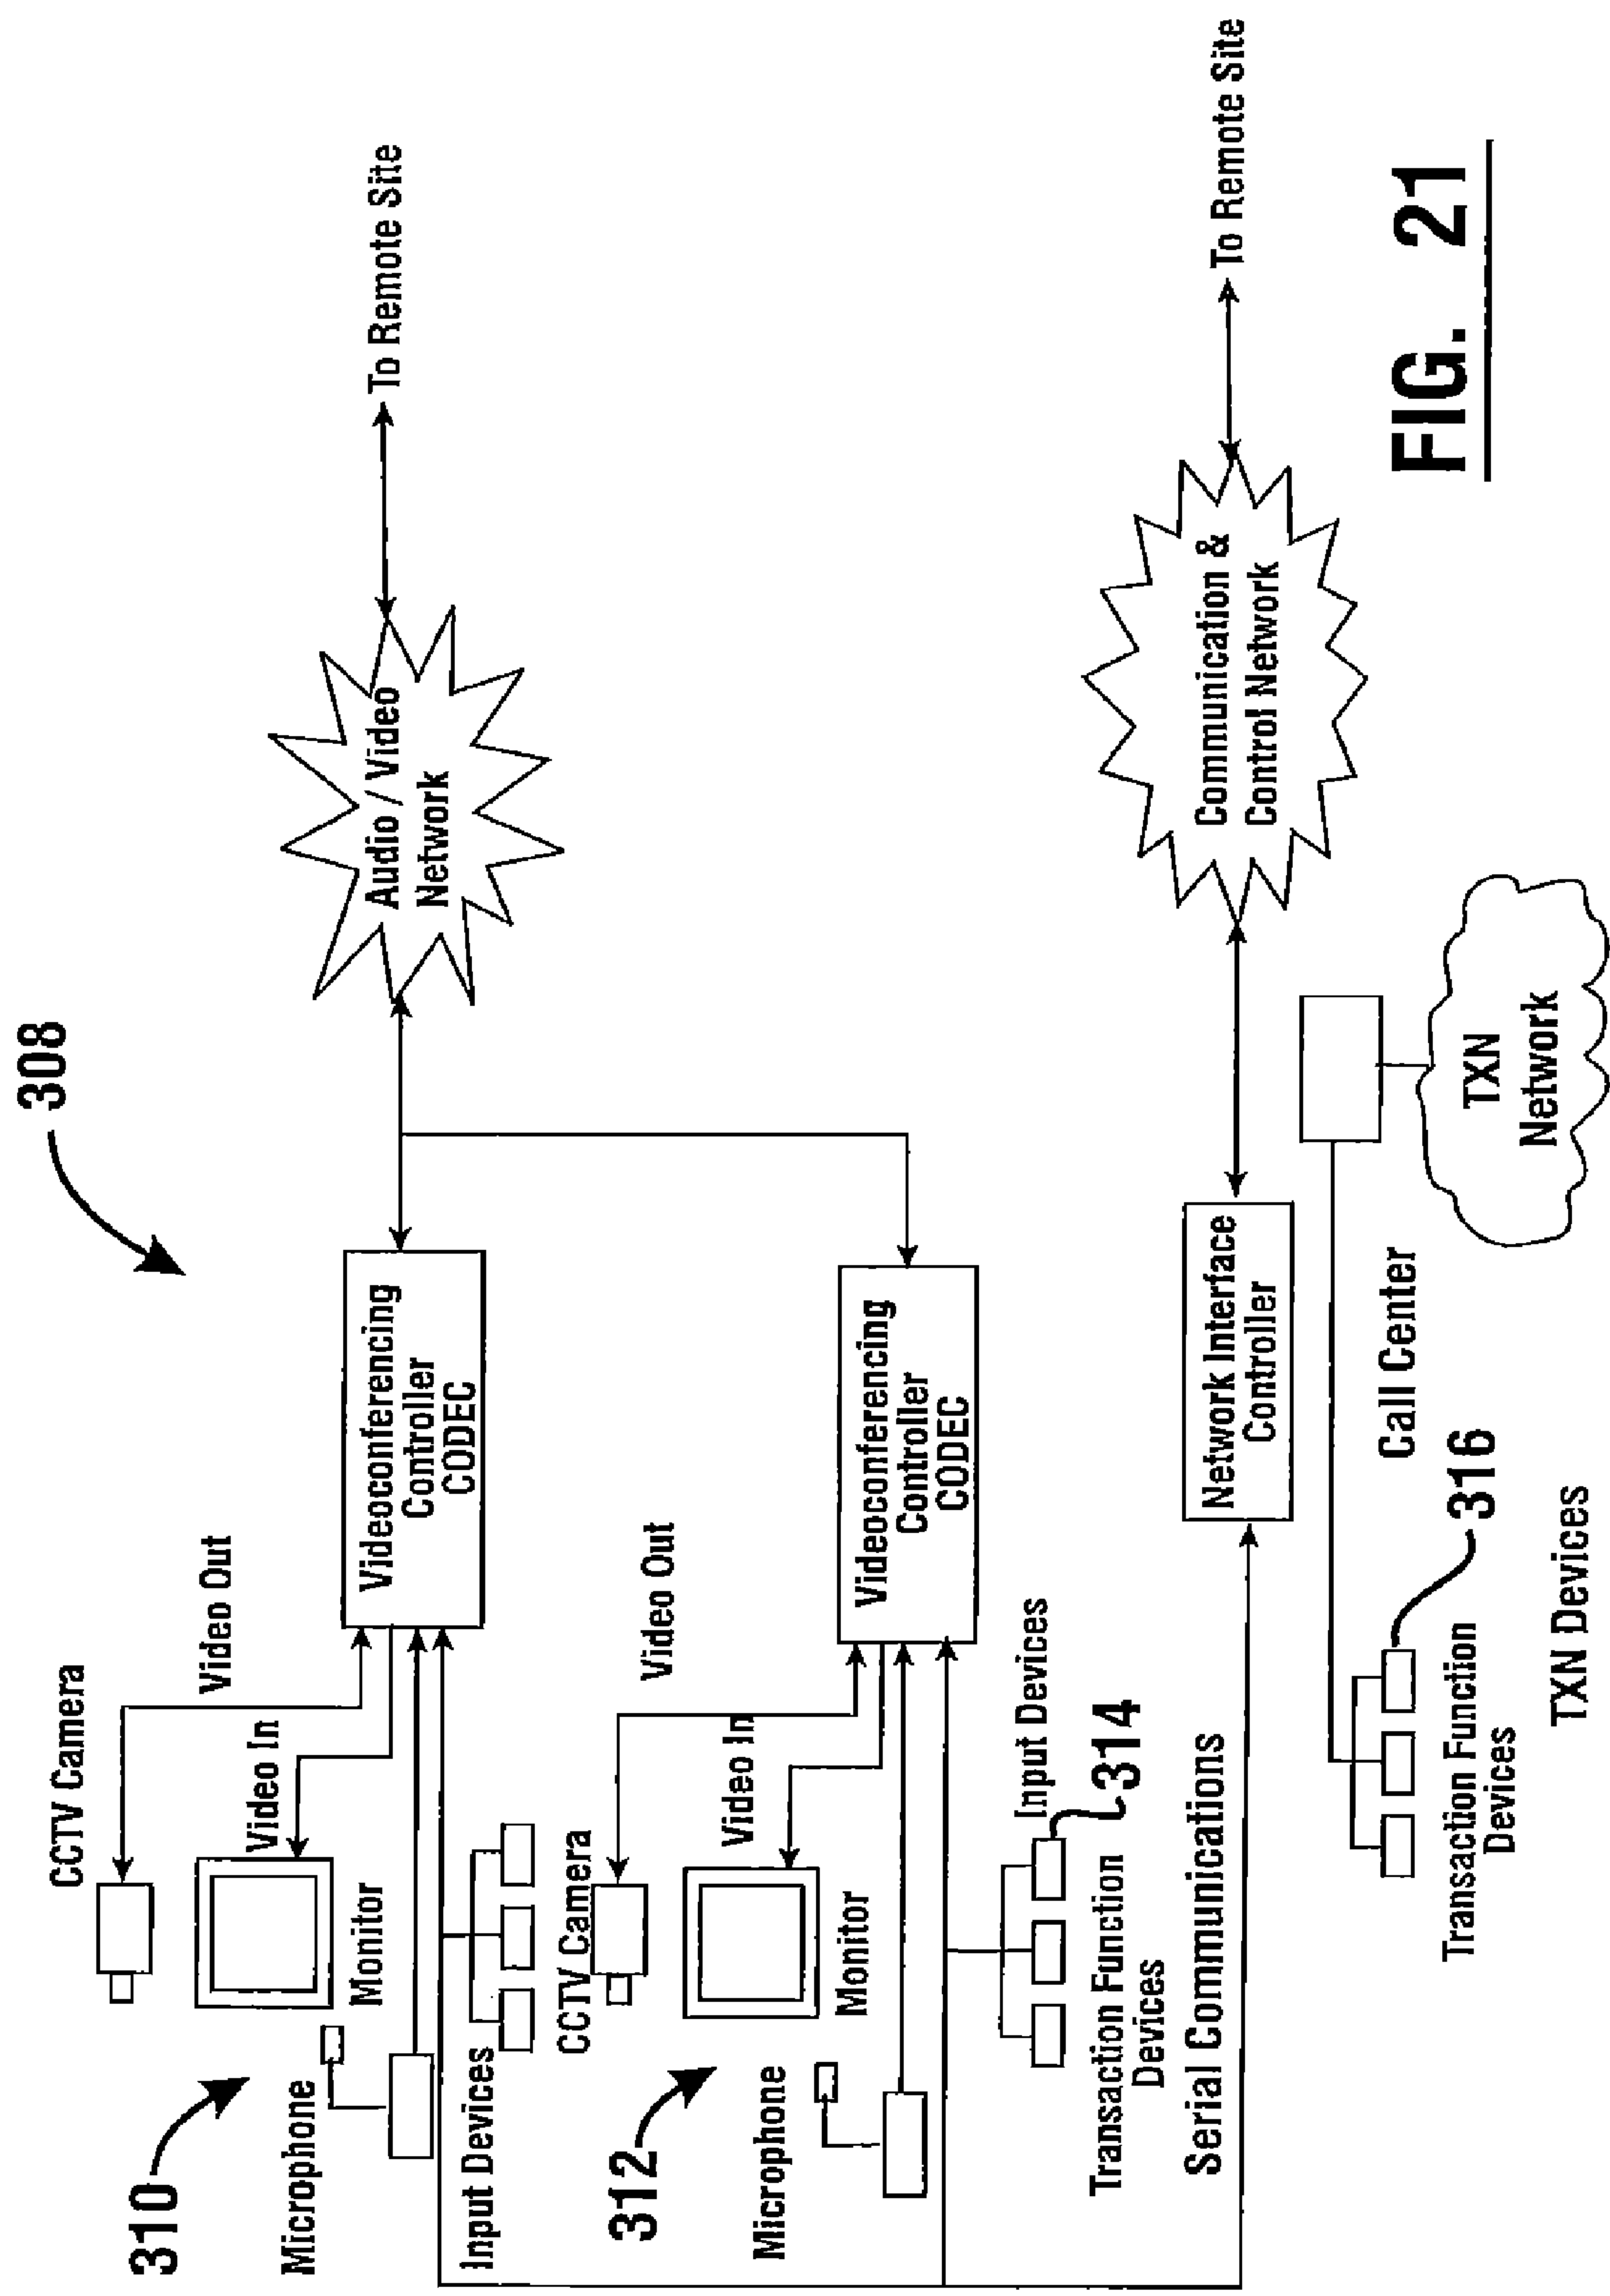 308
310
CCTV Camera
Video Out
Video In
Monitor
Microphone
Input Devices
Videoconferencing
Controller
CODEC
Audio / Video
Network
To Remote Site
312
CCTV Camera
Video Out
Video In
Monitor
Microphone
Input Devices
314
Transaction Function
Devices
Videoconferencing
Controller
CODEC
Serial Communications
Network Interface
Controller
Communication &
Control Network
To Remote Site
Call Center
316
Transaction Function
Devices
TXN Devices
TXN
Network
FIG. 21